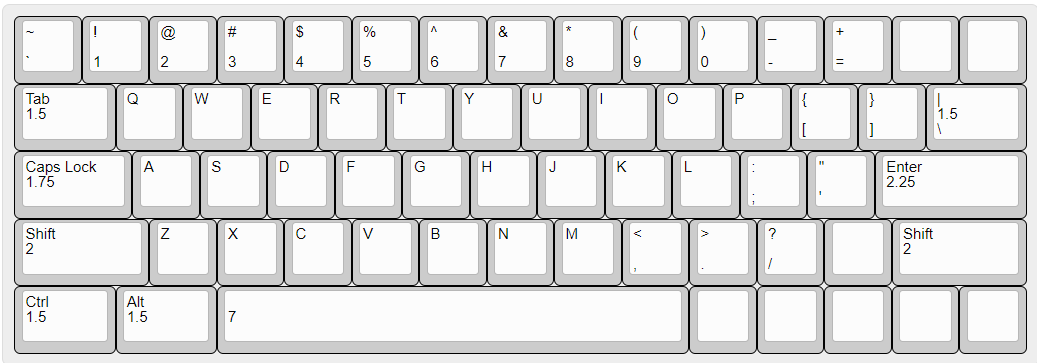 ~ ! @ # $ % ^ & * ( ) _ +
` 1 2 3 4 5 6 7 8 9 0 - =
Tab Q W E R T Y U I O P { } |
1.5 1.5
[ ] \
Caps Lock A S D F G H J K L : " Enter
1.75 2.25
; '
Shift Z X C V B N M < > ? Shift
2 2
, . /
Ctrl Alt
1.5 1.5 7